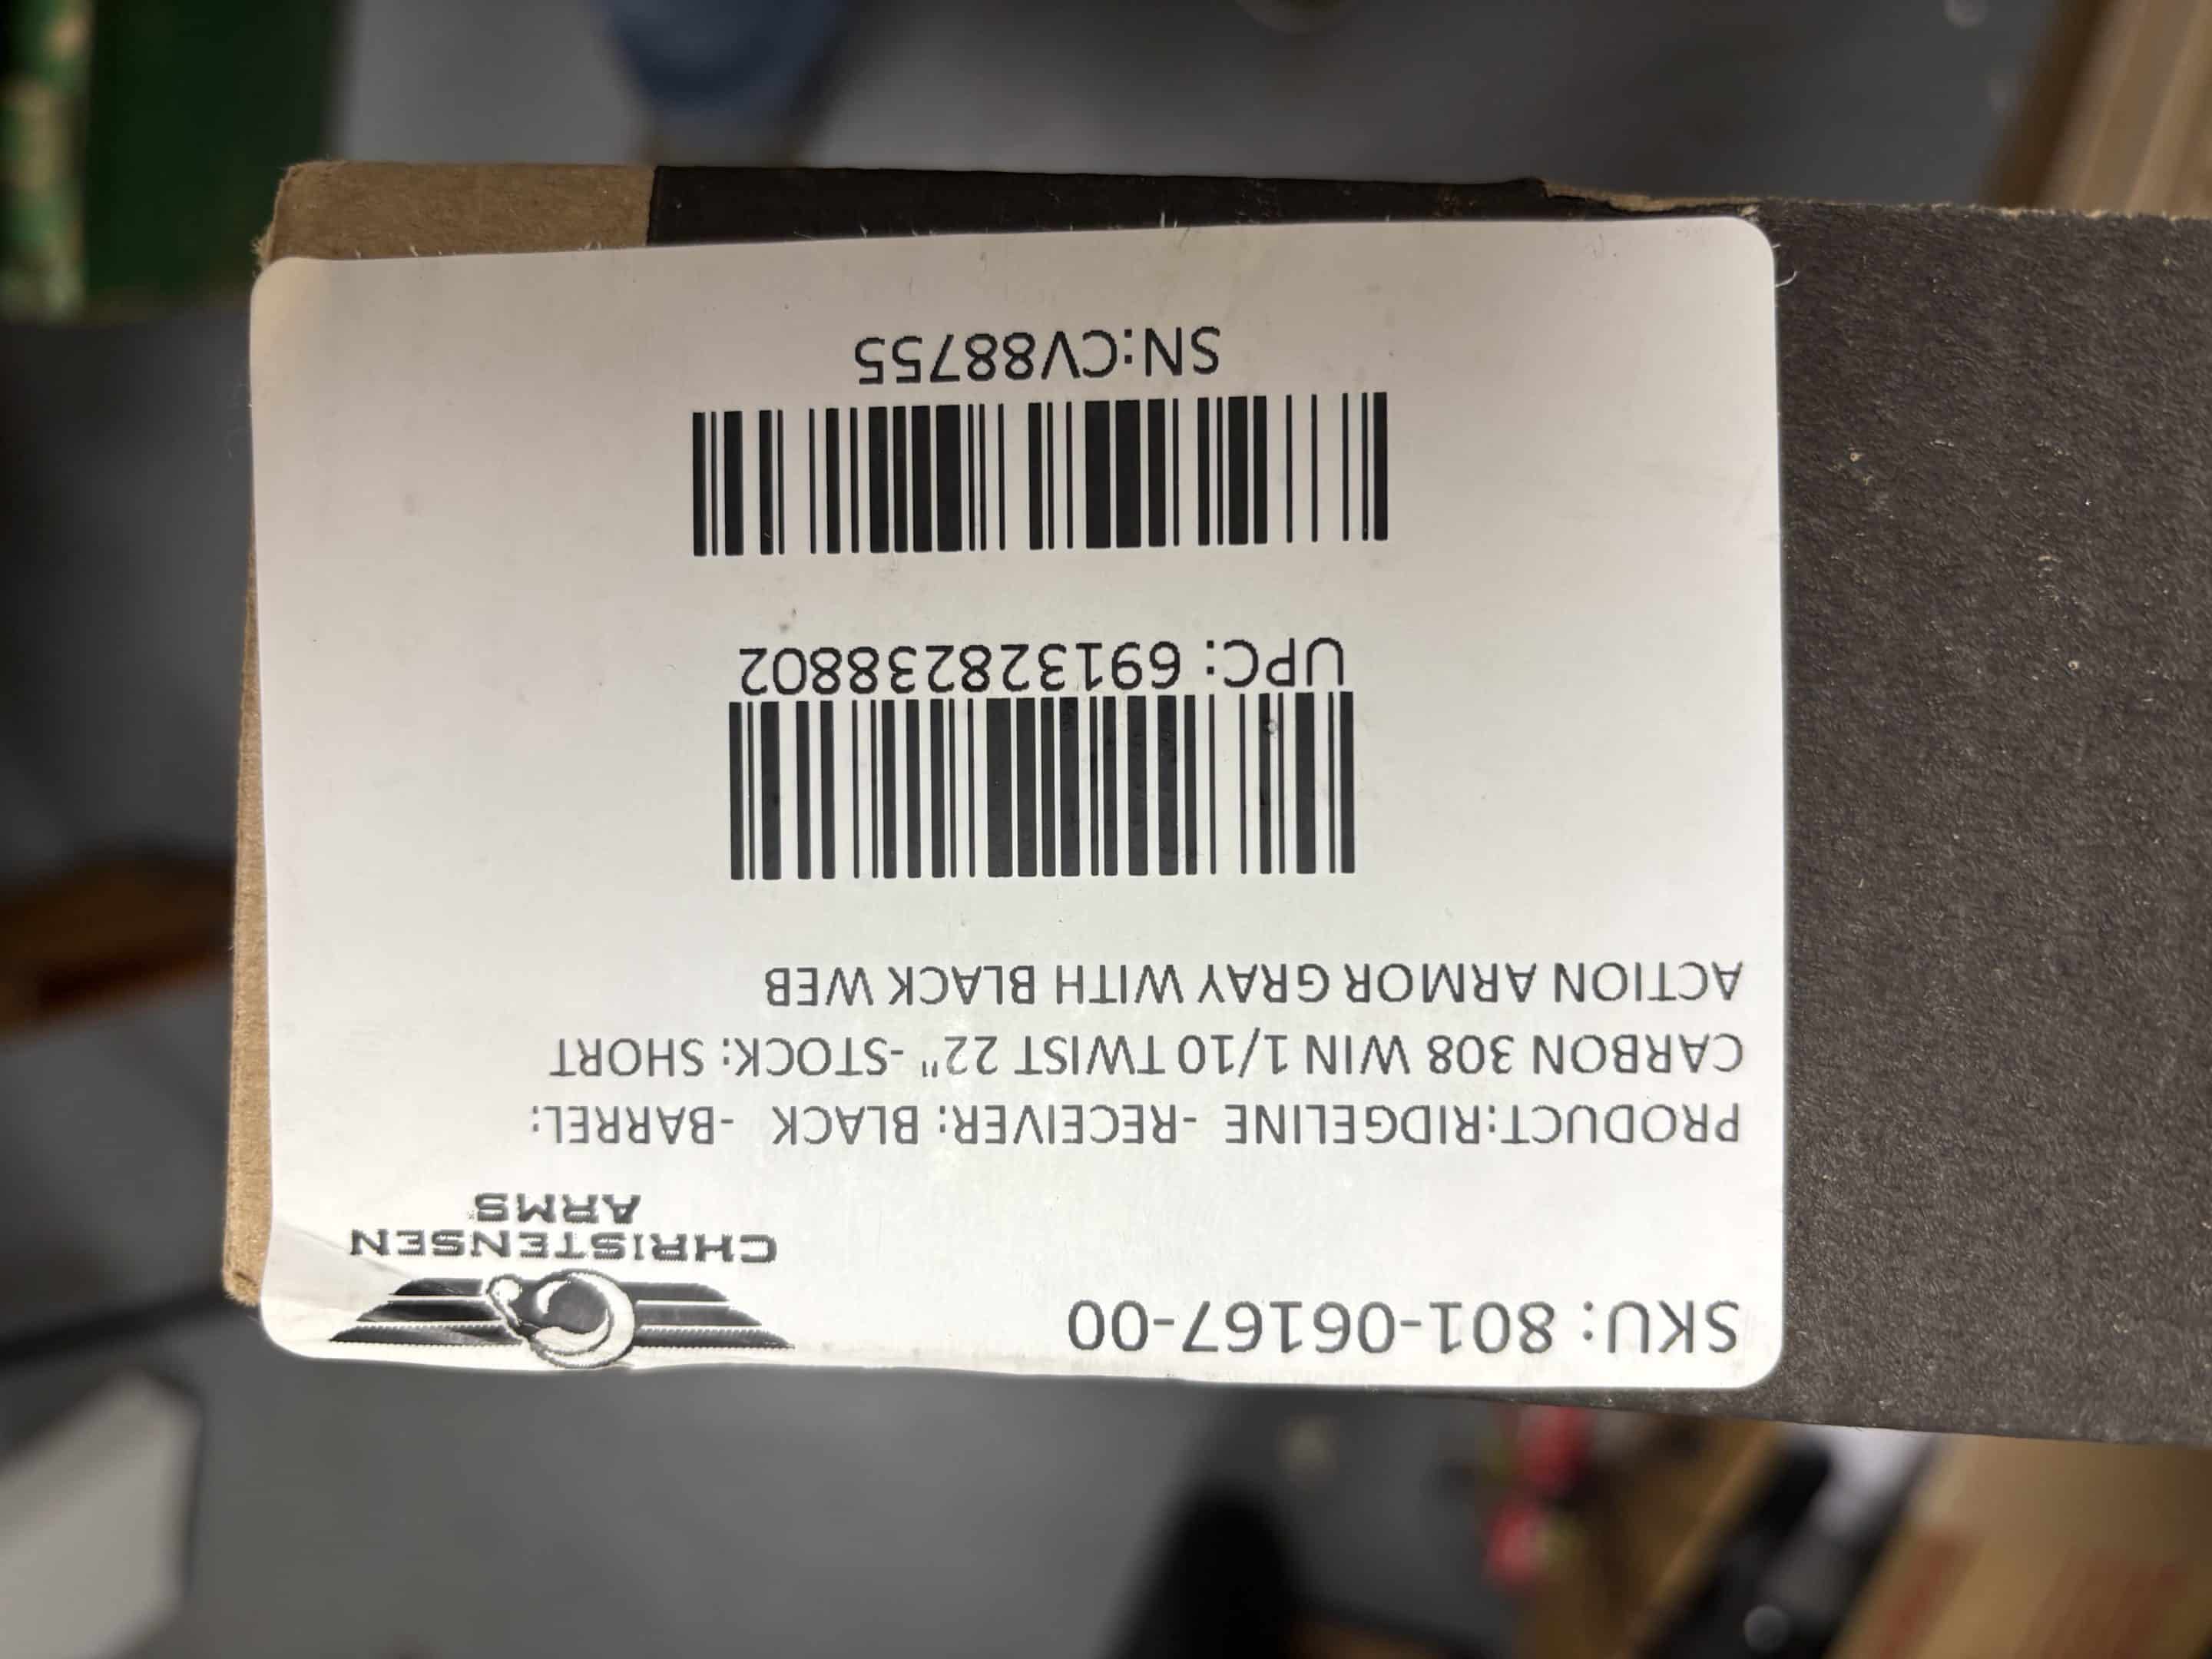 SKU: 801-06167-00
CHRISTENSEN
ARMS
PRODUCT:RIDGELINE -RECEIVER: BLACK -BARREL:
CARBON 308 WIN 1/10 TWIST 22" -STOCK: SHORT
ACTION ARMOR GRAY WITH BLACK WEB
UPC: 691328238802
SN:CV88755